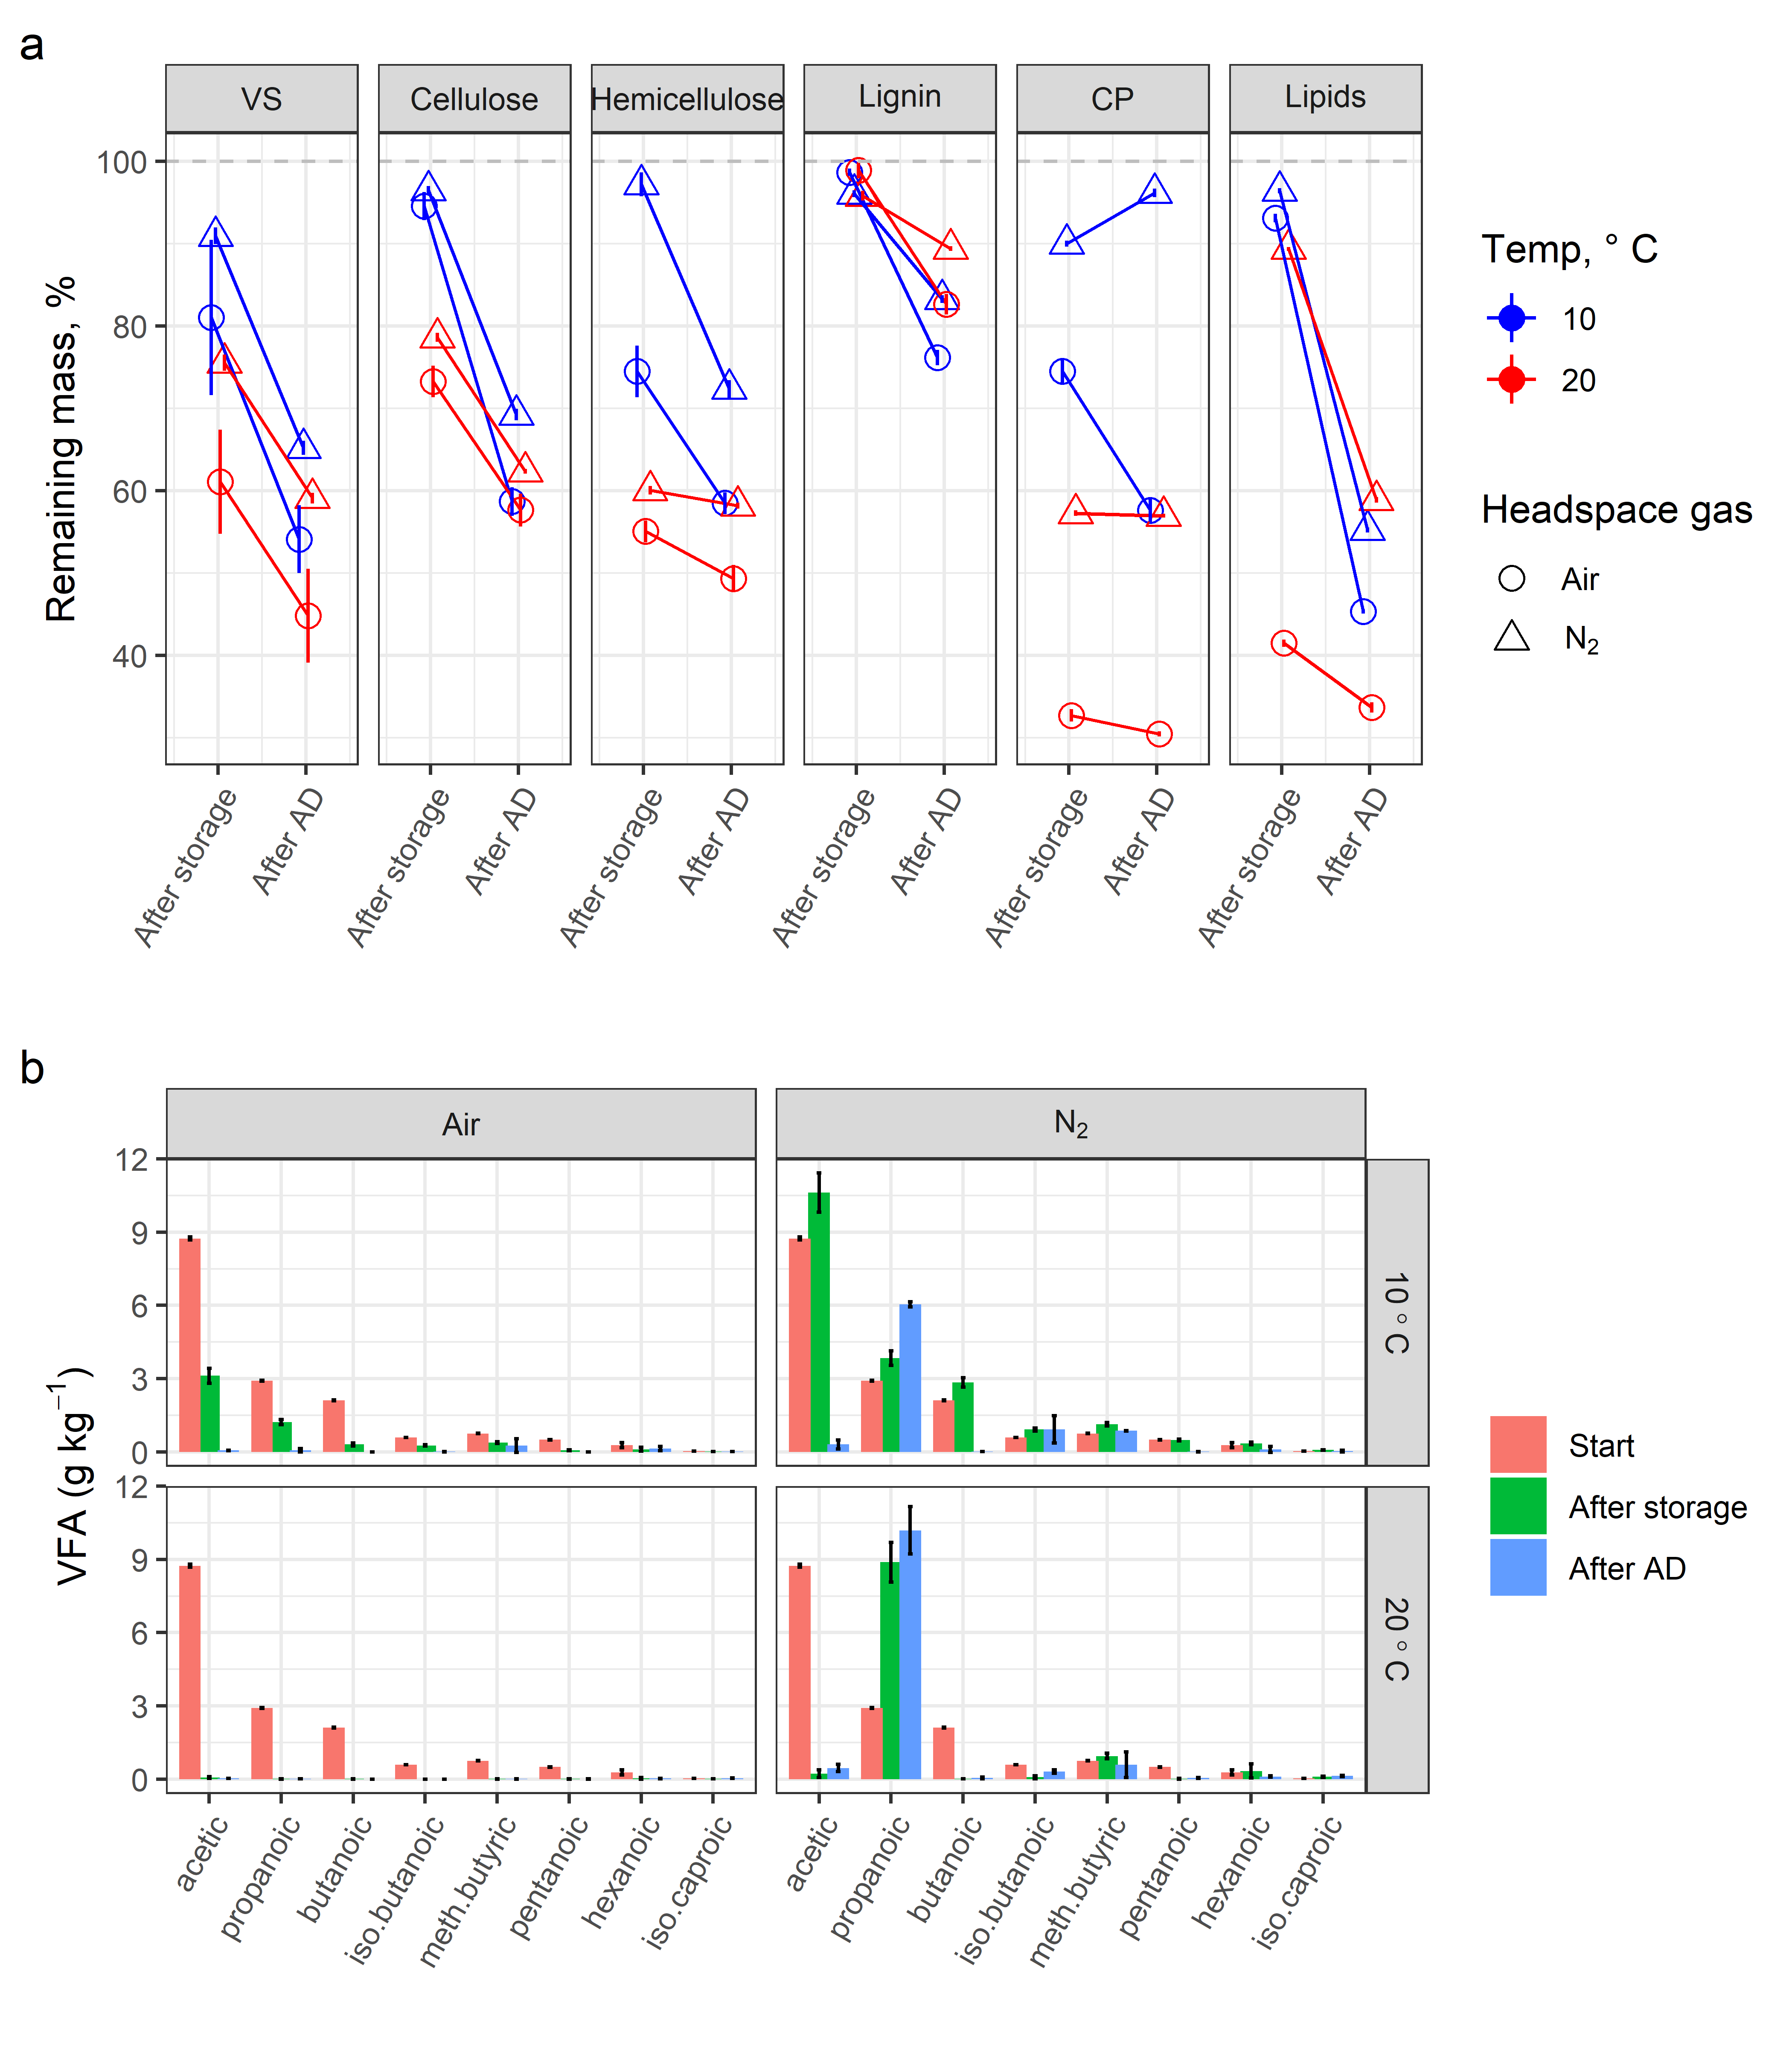 a
VS Cellulose Hemicellulose Lignin CP Lipids
100
80
60
40
Remaining mass, %
After storage After AD After storage After AD After storage After AD After storage After AD After storage After AD After storage After AD
Temp, ° C
10
20
Headspace gas
Air
N₂
b
Air N₂
12
9
6
3
0
10 ° C
12
9
6
3
0
20 ° C
VFA (g kg⁻¹)
acetic propanoic butanoic iso.butanoic meth.butyric pentanoic hexanoic iso.caproic acetic propanoic butanoic iso.butanoic meth.butyric pentanoic hexanoic iso.caproic
Start
After storage
After AD